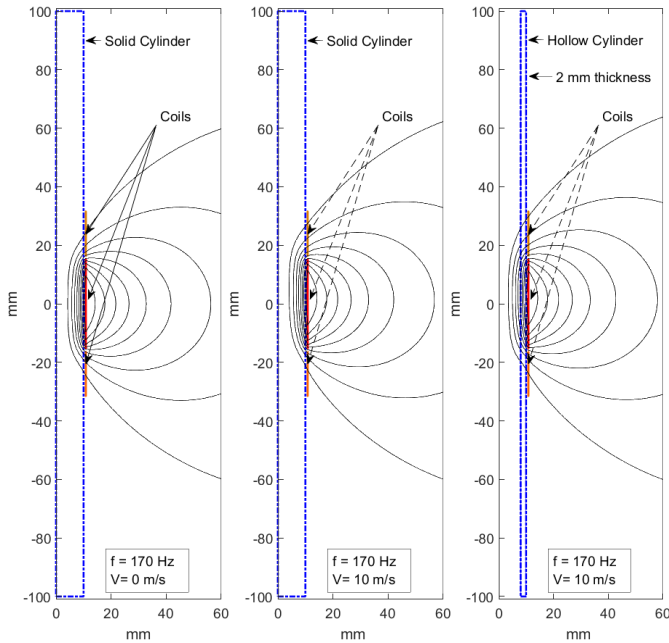 100
80
60
40
20
0
-20
-40
-60
-80
-100
mm
0
20
40
60
mm
Solid Cylinder
Coils
f = 170 Hz
V= 0 m/s
100
80
60
40
20
0
-20
-40
-60
-80
-100
mm
0
20
40
60
mm
Solid Cylinder
Coils
f = 170 Hz
V= 10 m/s
100
80
60
40
20
0
-20
-40
-60
-80
-100
mm
0
20
40
60
mm
Hollow Cylinder
2 mm thickness
Coils
f = 170 Hz
V= 10 m/s